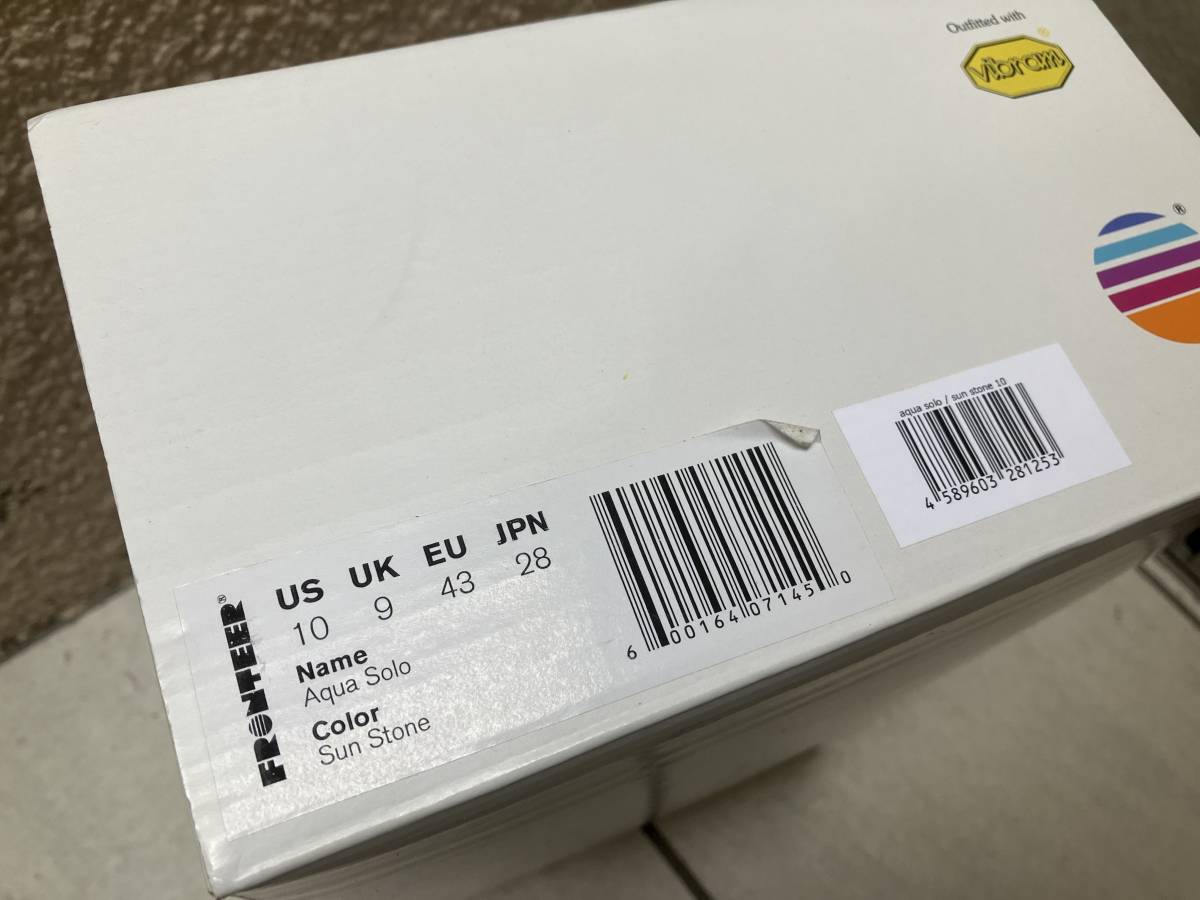 Outfitted with
vibram®
®
aqua solo / sun stone 10
4 589603 281253
FRONTEER®
US UK EU JPN
10 9 43 28
Name
Aqua Solo
Color
Sun Stone
6 00164 07145 0